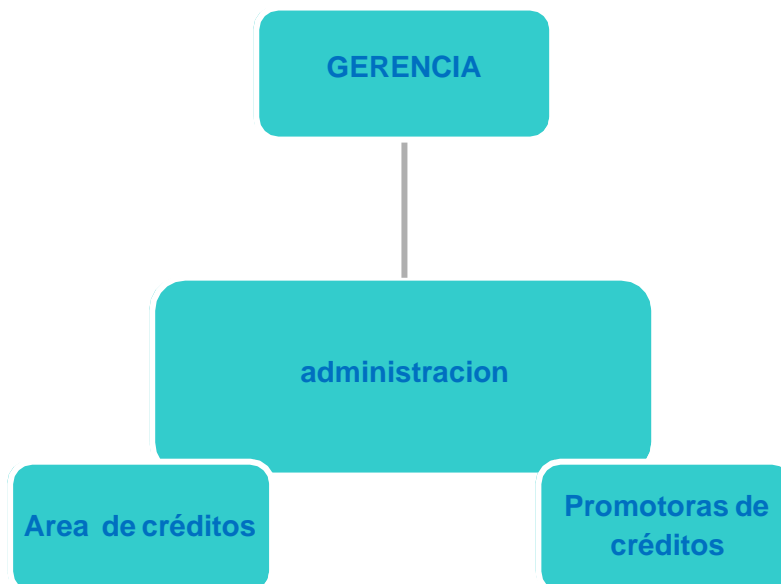 GERENCIA
administracion
Area de créditos
Promotoras de
créditos